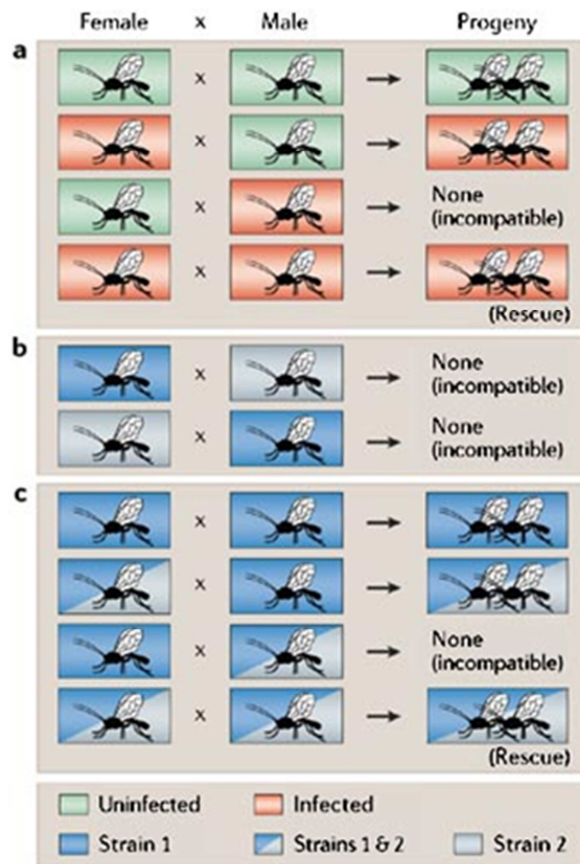 Female x Male Progeny
a
x
x
x None
(incompatible)
x
(Rescue)
b
x None
(incompatible)
x None
(incompatible)
c
x
x
x None
(incompatible)
x
(Rescue)
Uninfected Infected
Strain 1 Strains 1 & 2 Strain 2